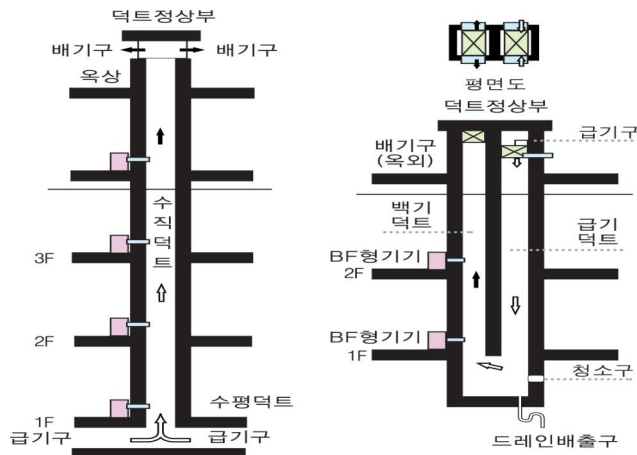 덕트정상부
배기구 배기구
옥상
수직덕트
3F
2F
1F
수평덕트
급기구 급기구
평면도
덕트정상부
급기구
배기구
(옥외)
백기
덕트
급기
덕트
BF형기기
2F
BF형기기
1F
청소구
드레인배출구